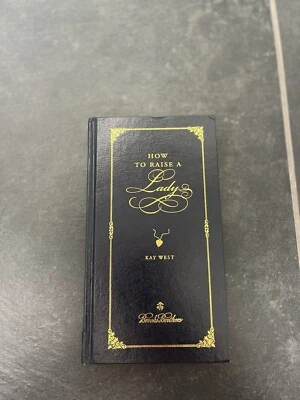 HOW
TO RAISE A
Lady
KAY WEST
Brooks Brothers